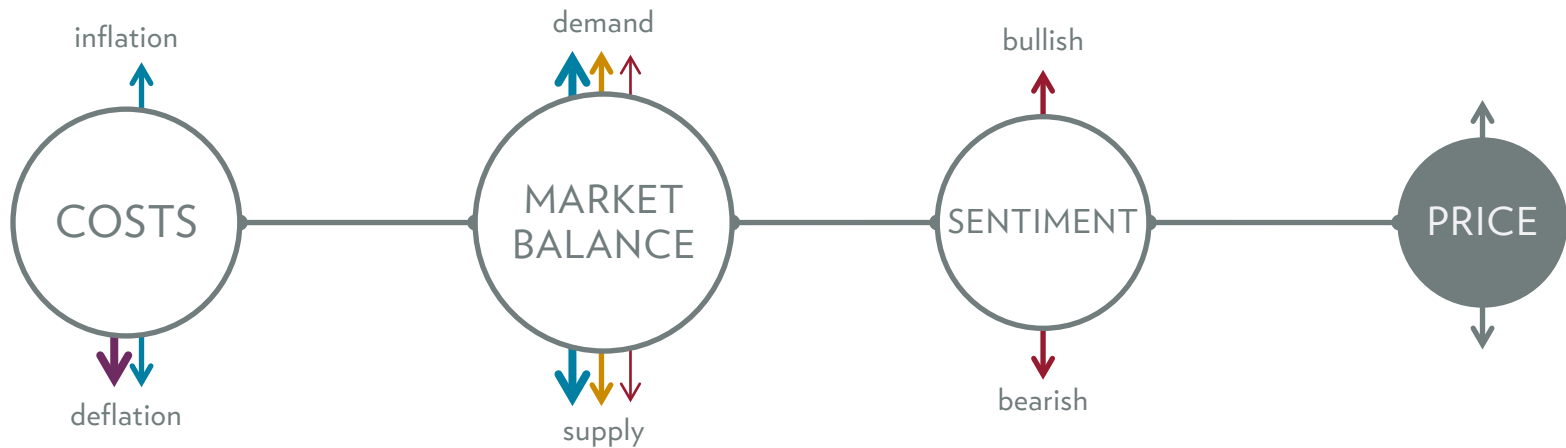 inflation
COSTS
deflation
demand
MARKET
BALANCE
supply
bullish
SENTIMENT
bearish
PRICE